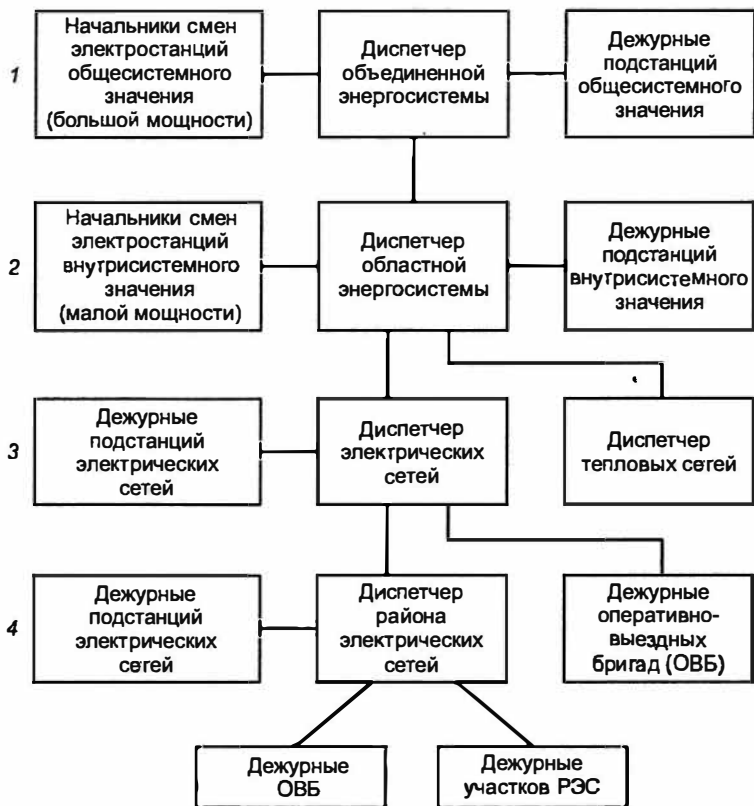 1
Начальники смен
электростанций
общесистемного
значения
(большой мощности)
Диспетчер
объединенной
энергосистемы
Дежурные
подстанций
общесистемного
значения
2
Начальники смен
электростанций
внутрисистемного
значения
(малой мощности)
Диспетчер
областной
энергосистемы
Дежурные
подстанций
внутрисистемного
значения
3
Дежурные
подстанций
электрических
сетей
Диспетчер
электрических
сетей
Диспетчер
тепловых сетей
4
Дежурные
подстанций
электрических
сетей
Диспетчер
района
электрических
сетей
Дежурные
оперативно-
выездных
бригад (ОВБ)
Дежурные
ОВБ
Дежурные
участков РЭС